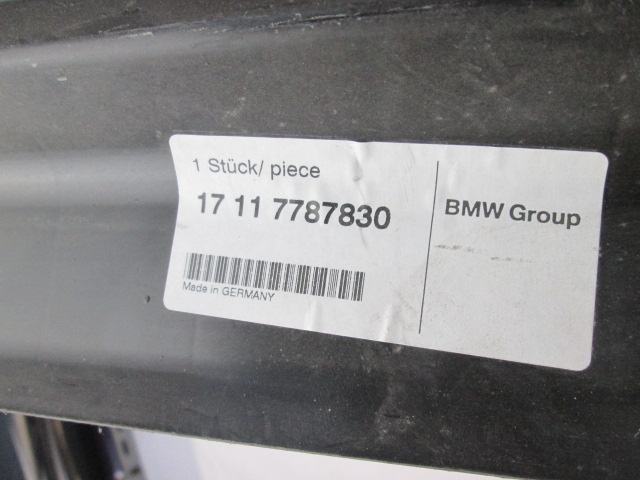 1 Stück/ piece
17 11 7787830
BMW Group
Made in GERMANY